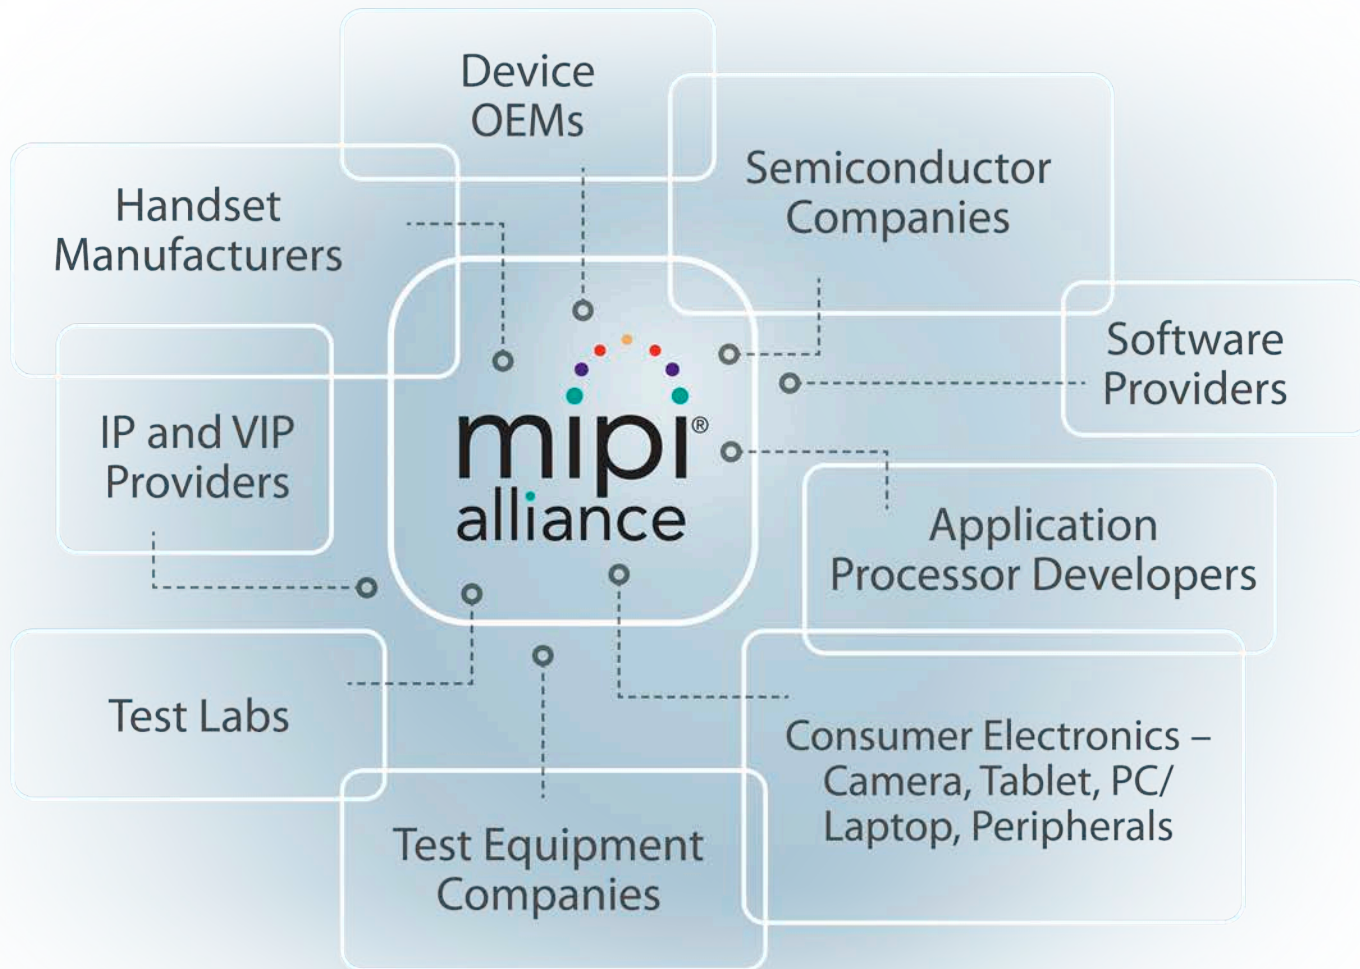 Device
OEMs
Semiconductor
Companies
Handset
Manufacturers
Software
Providers
IP and VIP
Providers
mipi®
alliance
Application
Processor Developers
Test Labs
Consumer Electronics –
Camera, Tablet, PC/
Laptop, Peripherals
Test Equipment
Companies